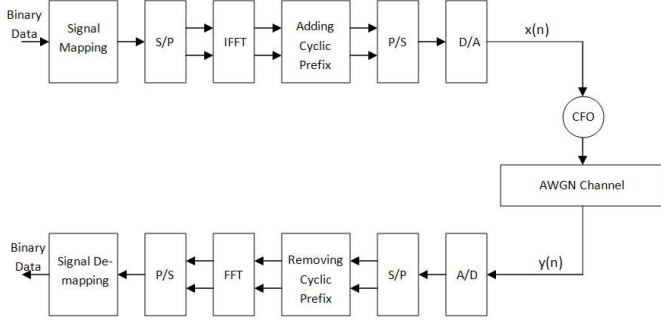 Binary
Data
Signal
Mapping
S/P
IFFT
Adding
Cyclic
Prefix
P/S
D/A
x(n)
CFO
AWGN Channel
y(n)
A/D
S/P
Removing
Cyclic
Prefix
FFT
P/S
Signal De-
mapping
Binary
Data